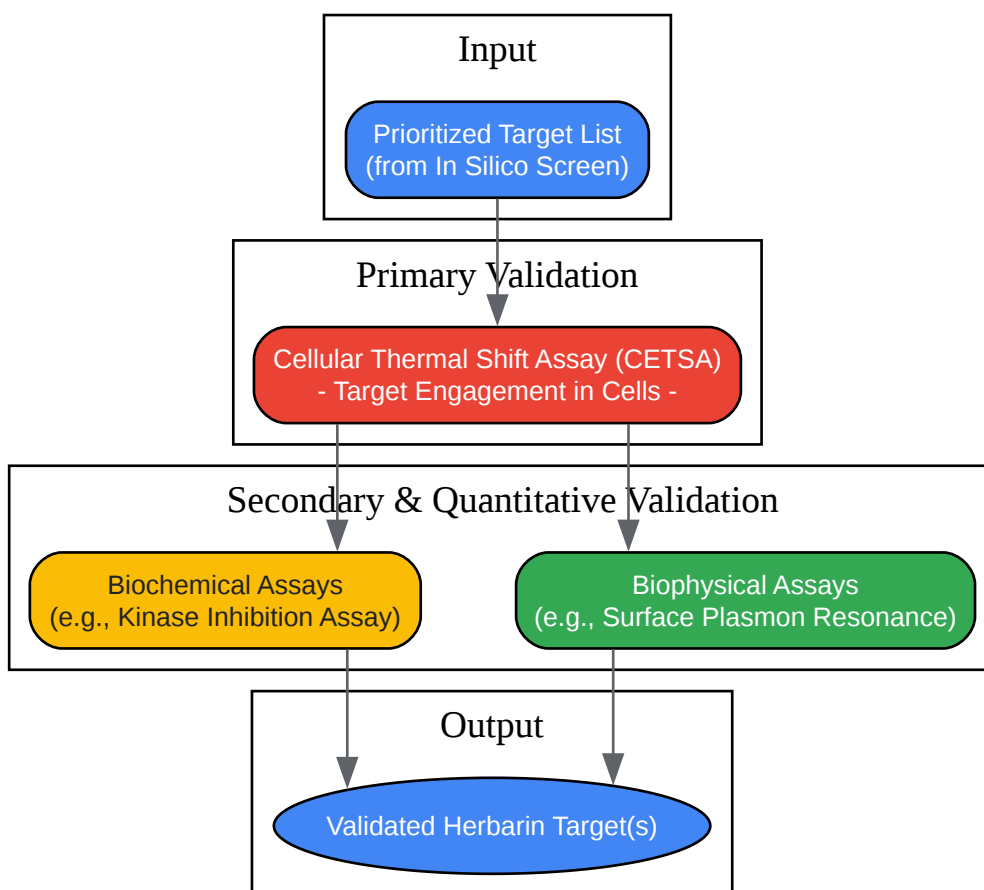 Input
Prioritized Target List
(from In Silico Screen)
Primary Validation
Cellular Thermal Shift Assay (CETSA)
- Target Engagement in Cells -
Secondary & Quantitative Validation
Biochemical Assays
(e.g., Kinase Inhibition Assay)
Biophysical Assays
(e.g., Surface Plasmon Resonance)
Output
Validated Herbarin Target(s)